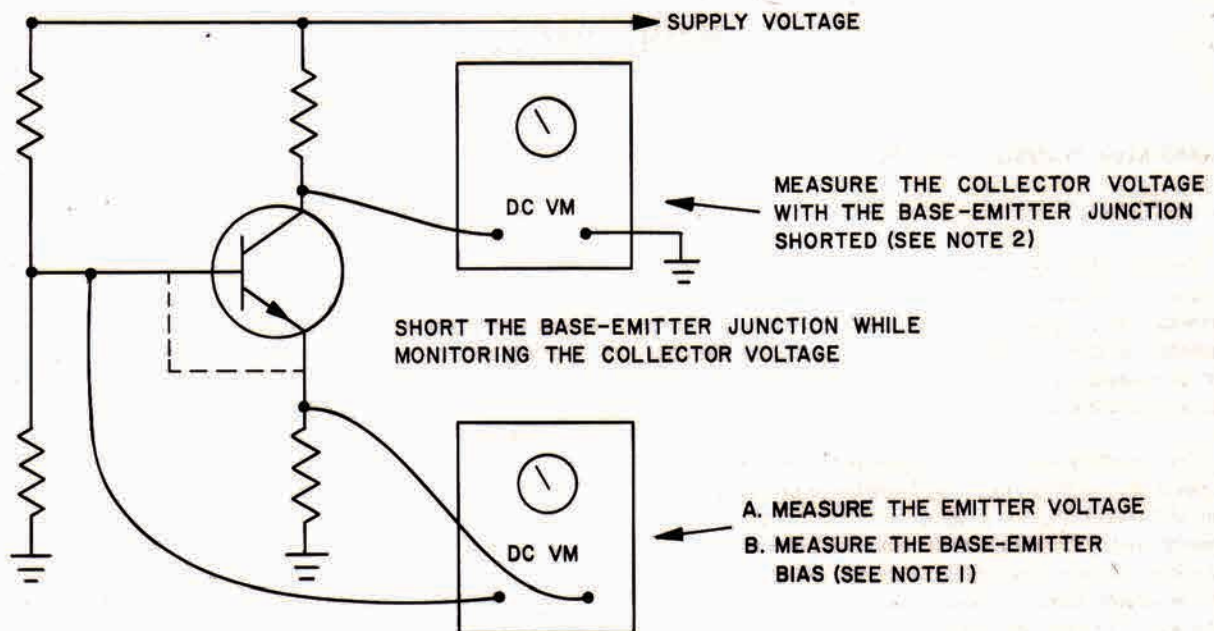 SUPPLY VOLTAGE
DC VM
MEASURE THE COLLECTOR VOLTAGE
WITH THE BASE-EMITTER JUNCTION
SHORTED (SEE NOTE 2)
SHORT THE BASE-EMITTER JUNCTION WHILE
MONITORING THE COLLECTOR VOLTAGE
DC VM
A. MEASURE THE EMITTER VOLTAGE
B. MEASURE THE BASE-EMITTER
BIAS (SEE NOTE 1)